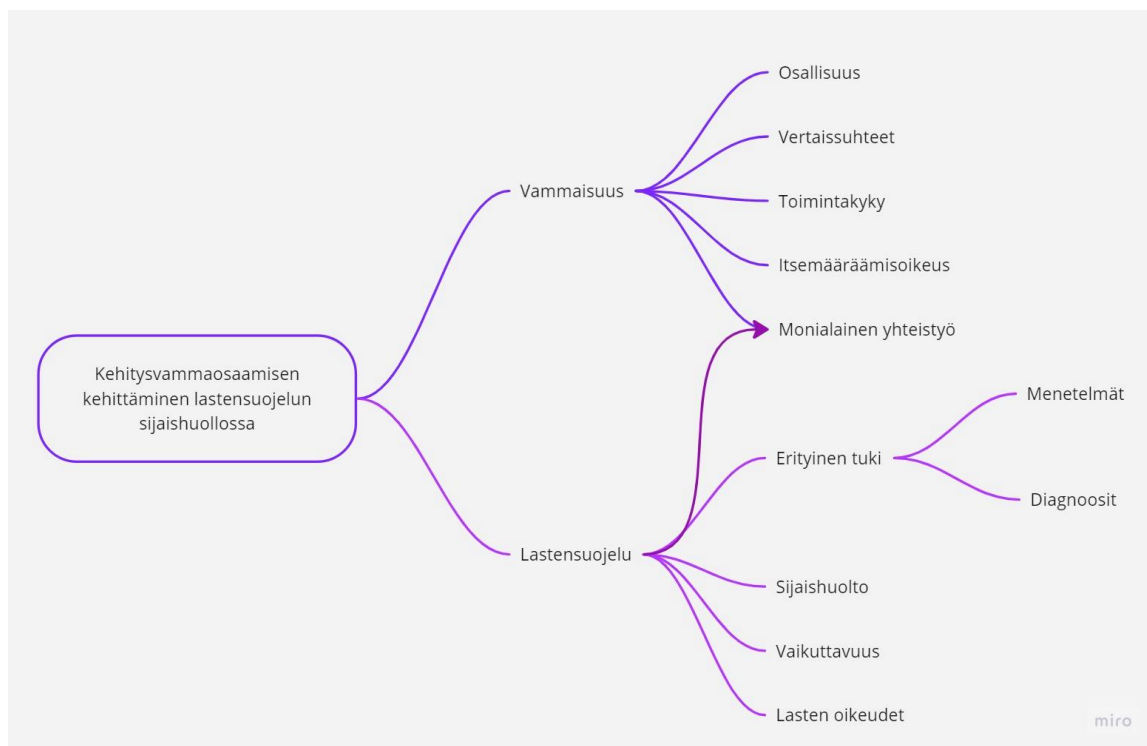 Osallisuus
Vertaissuhteet
Vammaisuus
Toimintakyky
Itsemääräämisoikeus
Monialainen yhteistyö
Kehitysvammaosaamisen
kehittäminen lastensuojelun
sijaishuollossa
Menetelmät
Erityinen tuki
Diagnoosit
Lastensuojelu
Sijaishuolto
Vaikuttavuus
Lasten oikeudet
miro